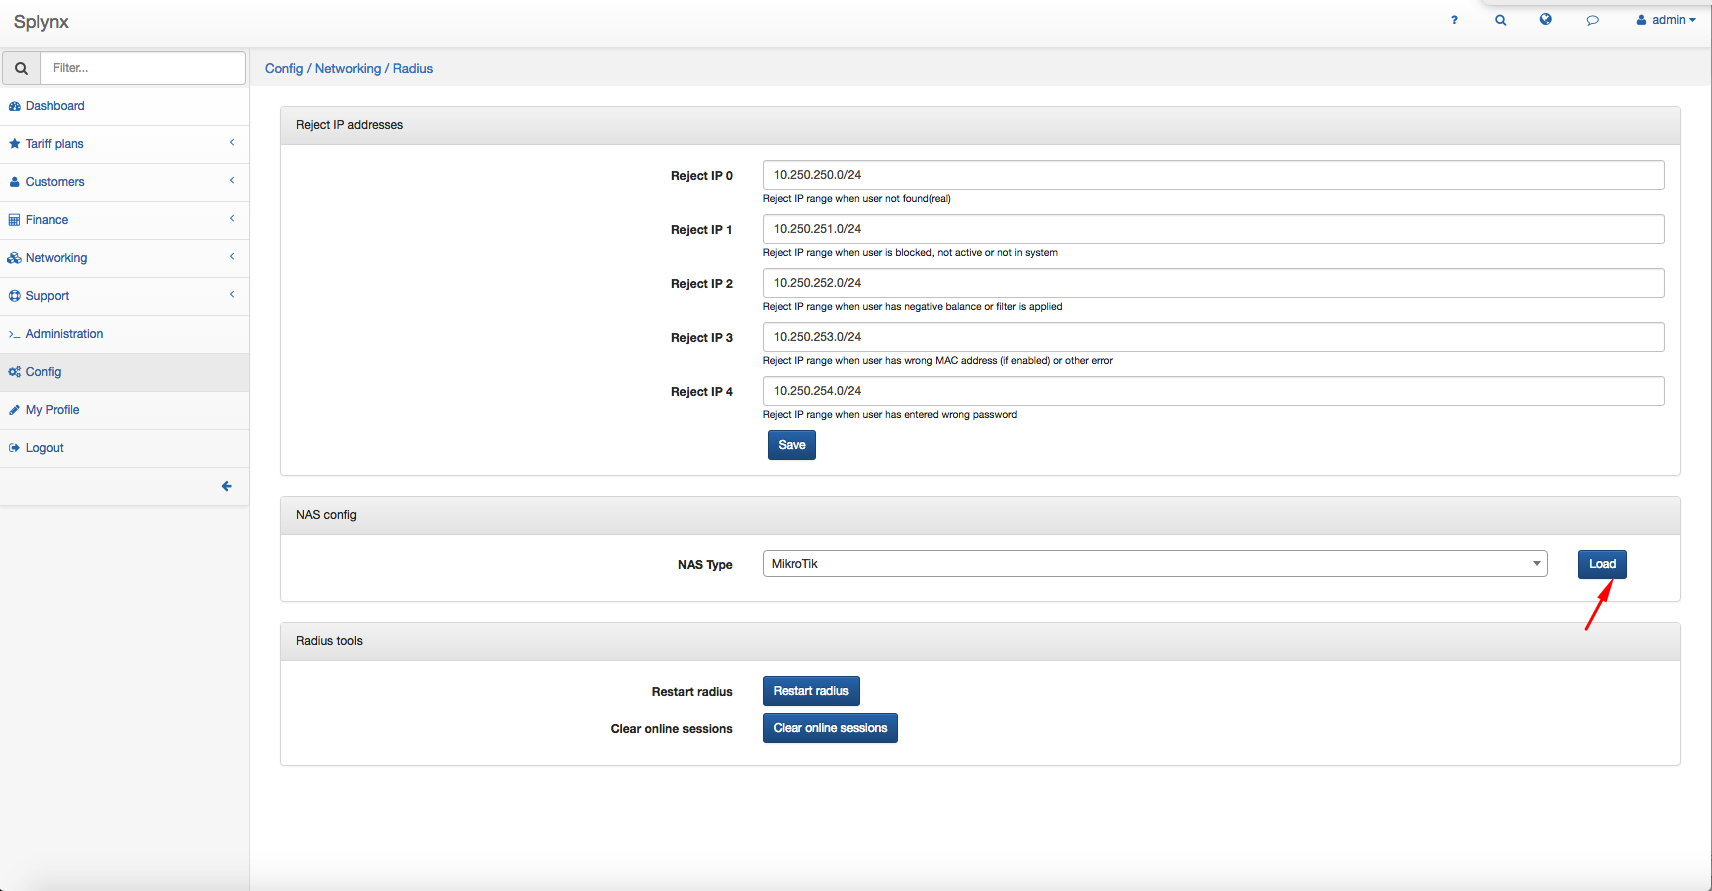 Splynx
?
admin
Filter...
Config / Networking / Radius
Dashboard
Tariff plans
Customers
Finance
Networking
Support
Administration
Config
My Profile
Logout
Reject IP addresses
Reject IP 0
10.250.250.0/24
Reject IP range when user not found(real)
Reject IP 1
10.250.251.0/24
Reject IP range when user is blocked, not active or not in system
Reject IP 2
10.250.252.0/24
Reject IP range when user has negative balance or filter is applied
Reject IP 3
10.250.253.0/24
Reject IP range when user has wrong MAC address (if enabled) or other error
Reject IP 4
10.250.254.0/24
Reject IP range when user has entered wrong password
Save
NAS config
NAS Type
MikroTik
Load
Radius tools
Restart radius
Restart radius
Clear online sessions
Clear online sessions